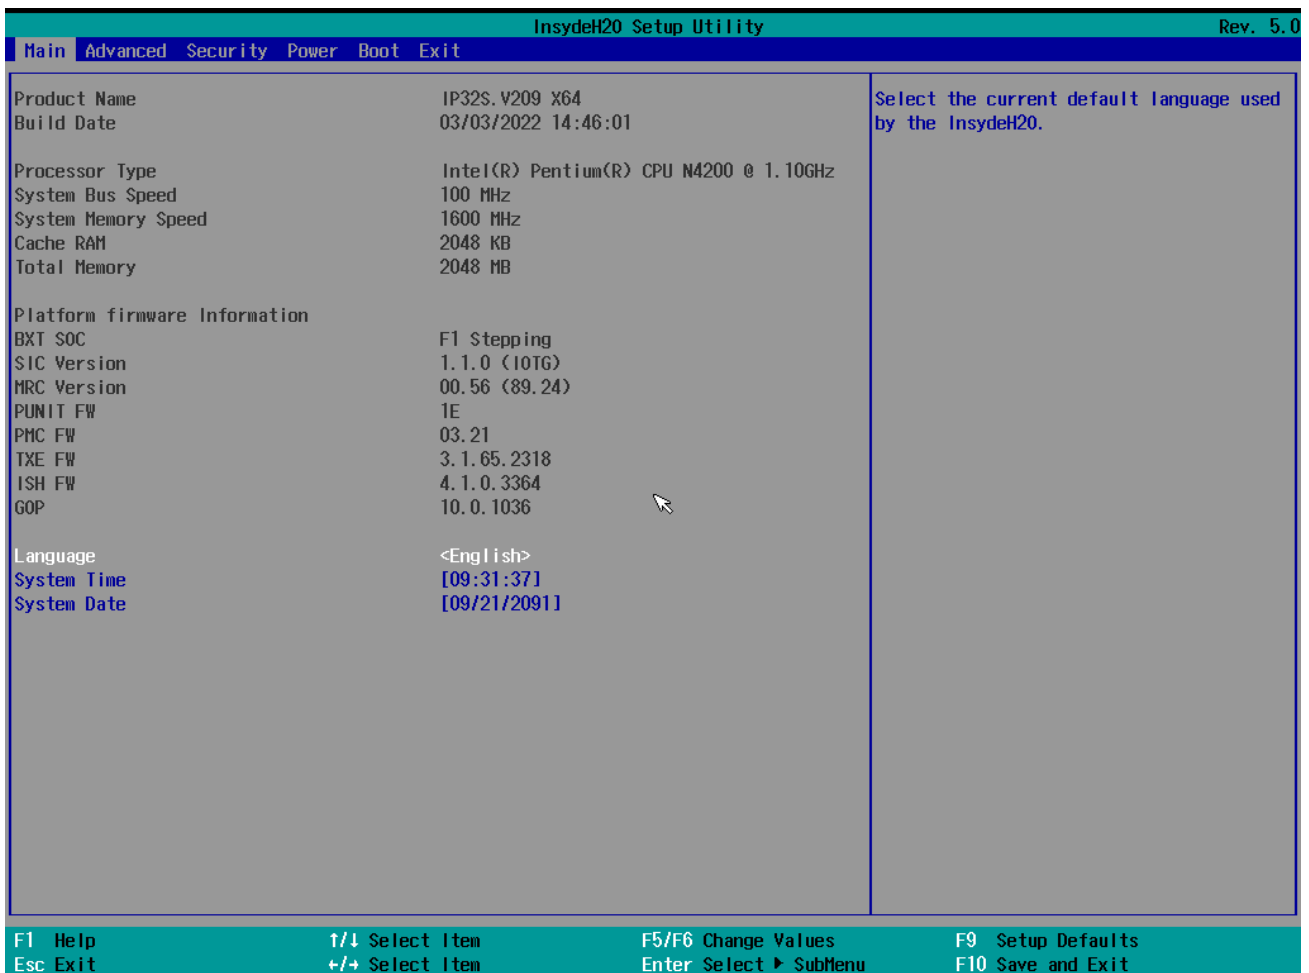 InsydeH20 Setup Utility Rev. 5.0
Main Advanced Security Power Boot Exit
Product Name IP32S.V209 X64
Build Date 03/03/2022 14:46:01
Processor Type Intel(R) Pentium(R) CPU N4200 @ 1.10GHz
System Bus Speed 100 MHz
System Memory Speed 1600 MHz
Cache RAM 2048 KB
Total Memory 2048 MB
Platform firmware Information
BXT SOC F1 Stepping
SIC Version 1.1.0 (IOTG)
MRC Version 00.56 (89.24)
PUNIT FW 1E
PMC FW 03.21
TXE FW 3.1.65.2318
ISH FW 4.1.0.3364
GOP 10.0.1036
Language <English>
System Time [09:31:37]
System Date [09/21/2091]
Select the current default language used
by the InsydeH20.
F1 Help ↑/↓ Select Item F5/F6 Change Values F9 Setup Defaults
Esc Exit ←/→ Select Item Enter Select ▶ SubMenu F10 Save and Exit